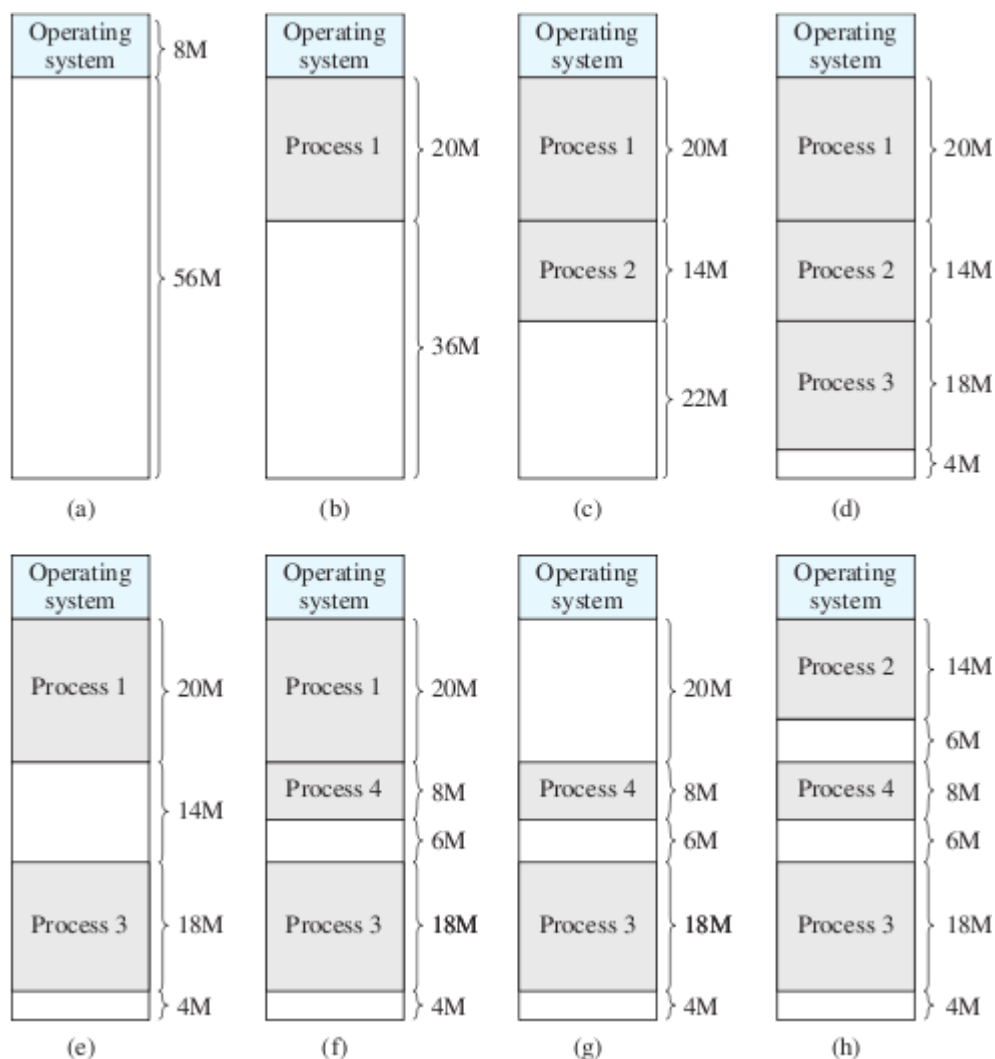 Operating
system
8M
56M
(a)
Operating
system
Process 1
20M
36M
(b)
Operating
system
Process 1
20M
Process 2
14M
22M
(c)
Operating
system
Process 1
20M
Process 2
14M
Process 3
18M
4M
(d)
Operating
system
Process 1
20M
14M
Process 3
18M
4M
(e)
Operating
system
Process 1
20M
Process 4
8M
6M
Process 3
18M
4M
(f)
Operating
system
20M
Process 4
8M
6M
Process 3
18M
4M
(g)
Operating
system
Process 2
14M
6M
Process 4
8M
6M
Process 3
18M
4M
(h)